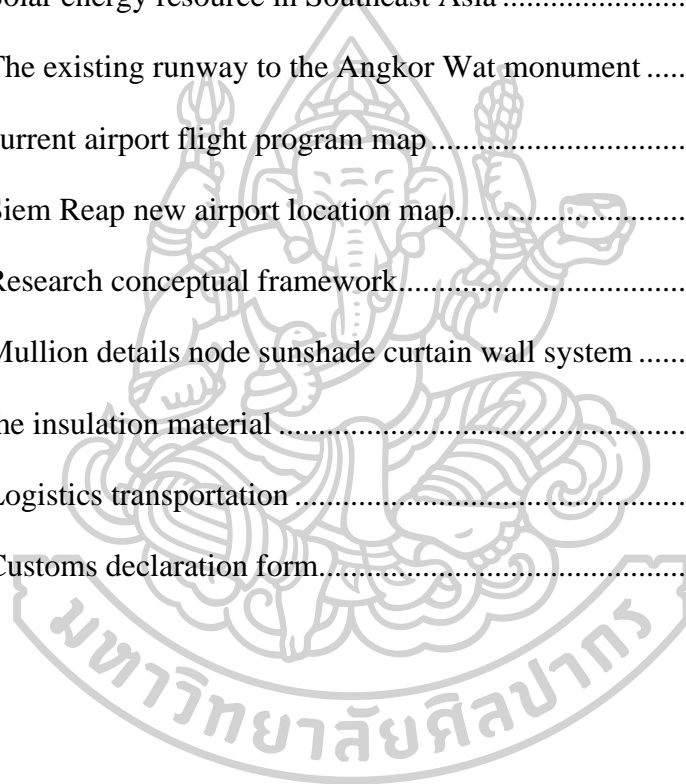 Solar energy resource in Southeast Asia ........................
The existing runway to the Angkor Wat monument .....
urrent airport flight program map ...................................
Siem Reap new airport location map................................
Research conceptual framework.......................................
Mullion details node sunshade curtain wall system ......
he insulation material ......................................................
Logistics transportation ...................................................
Customs declaration form................................................
มหาวิทยาลัยศิลปากร